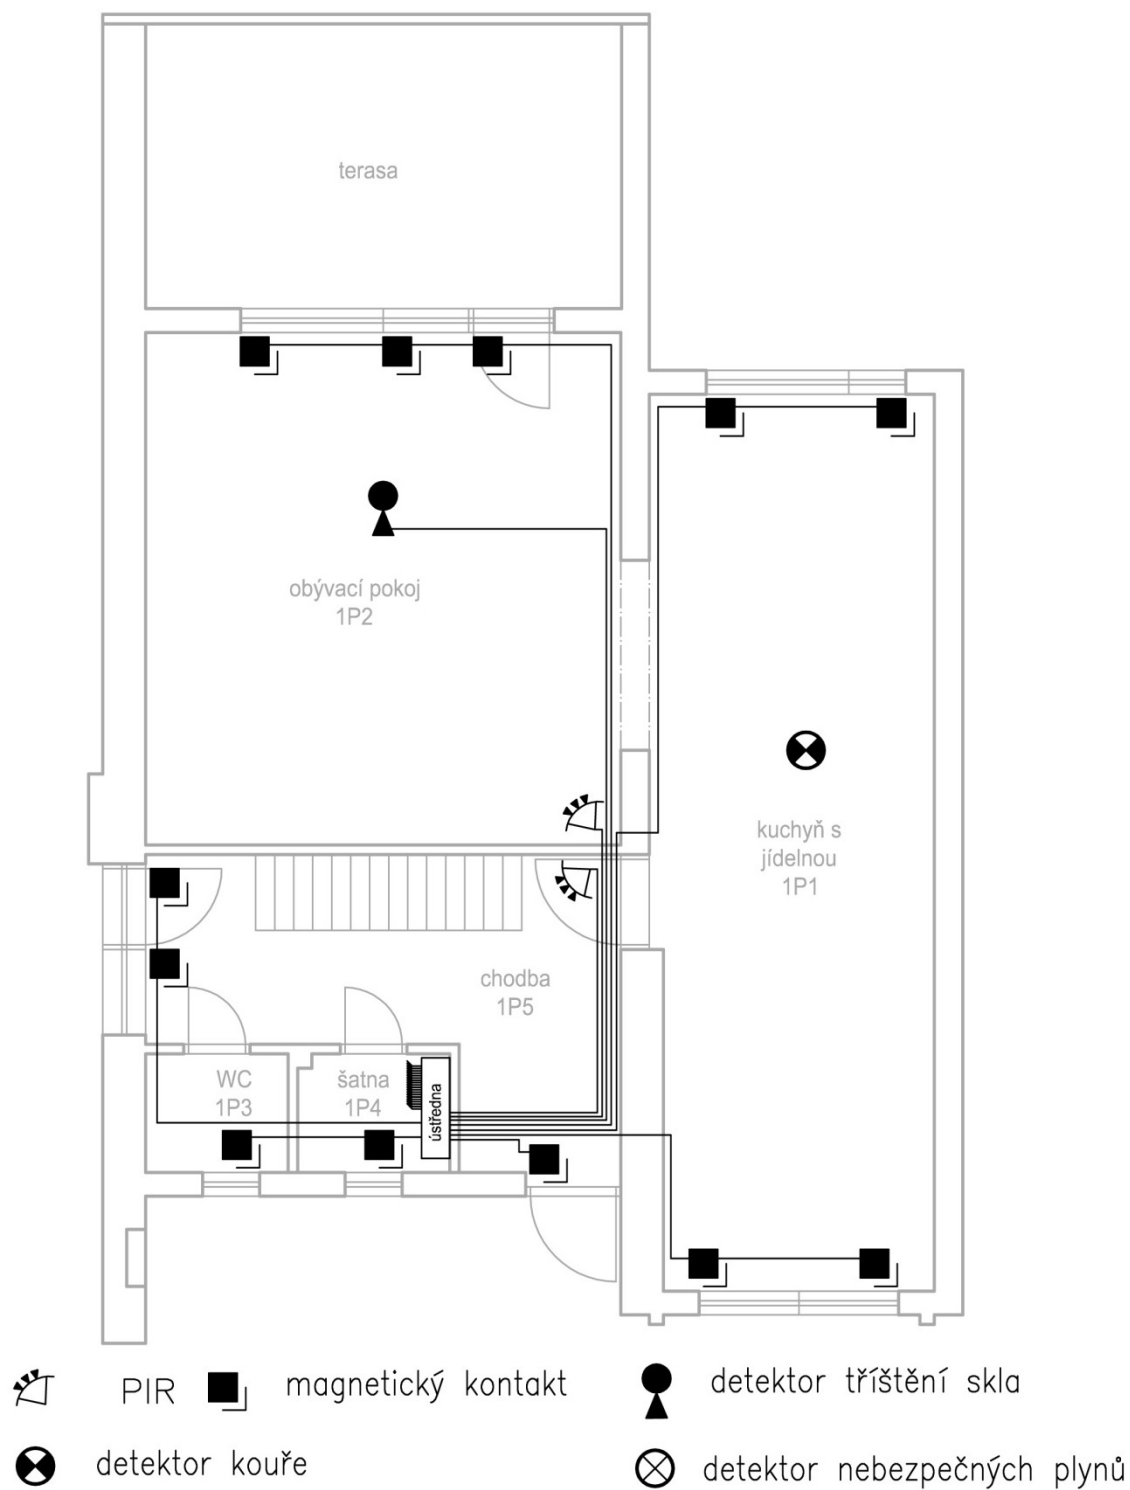 terasa
obývací pokoj
1P2
kuchyň s
jídelnou
1P1
chodba
1P5
WC
1P3
šatna
1P4
ústředna
PIR
magnetický kontakt
detektor tříštění skla
detektor kouře
detektor nebezpečných plynů